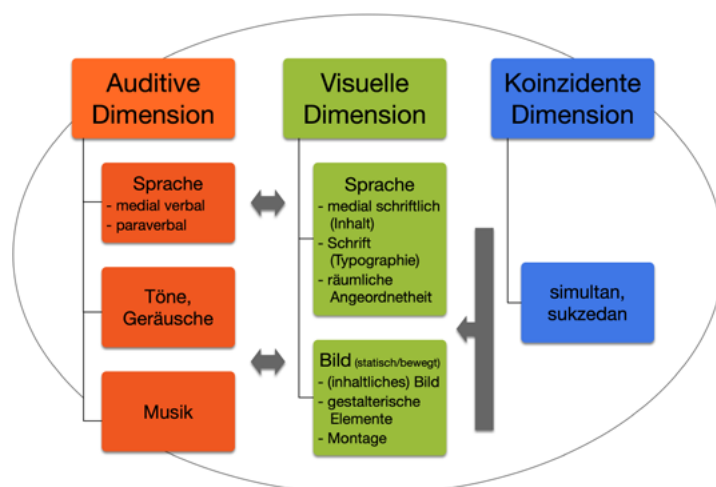 Auditive
Dimension
Sprache
- medial verbal
- paraverbal
Töne,
Geräusche
Musik
Visuelle
Dimension
Sprache
- medial schriftlich
(Inhalt)
- Schrift
(Typographie)
- räumliche
Angeordnetheit
Bild (statisch/bewegt)
- (inhaltliches) Bild
- gestalterische
Elemente
- Montage
Koinzidente
Dimension
simultan,
sukzedan